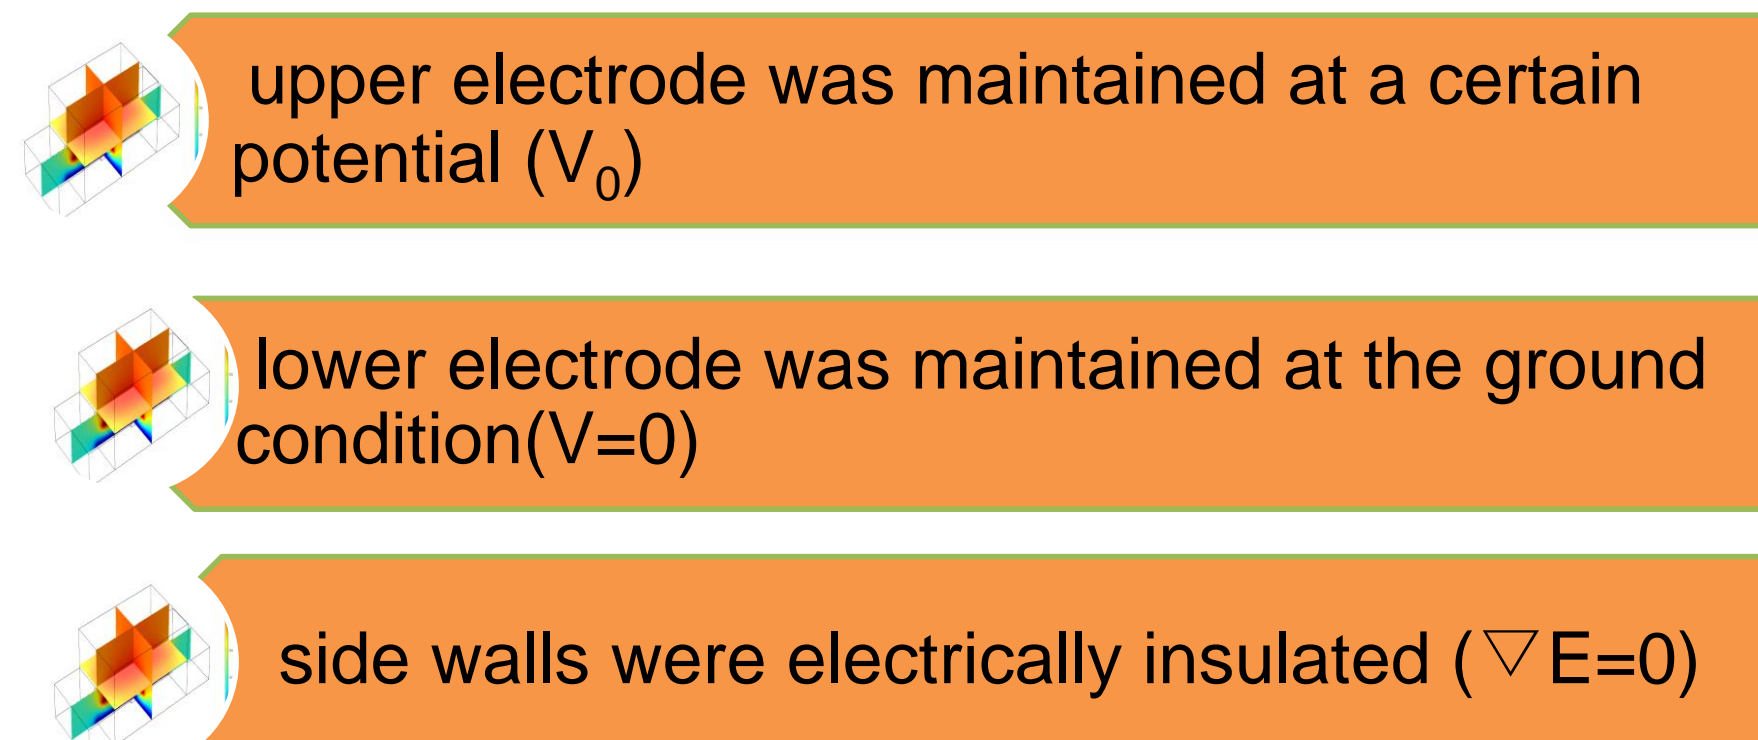 upper electrode was maintained at a certain
potential (V₀)
lower electrode was maintained at the ground
condition(V=0)
side walls were electrically insulated (▽E=0)